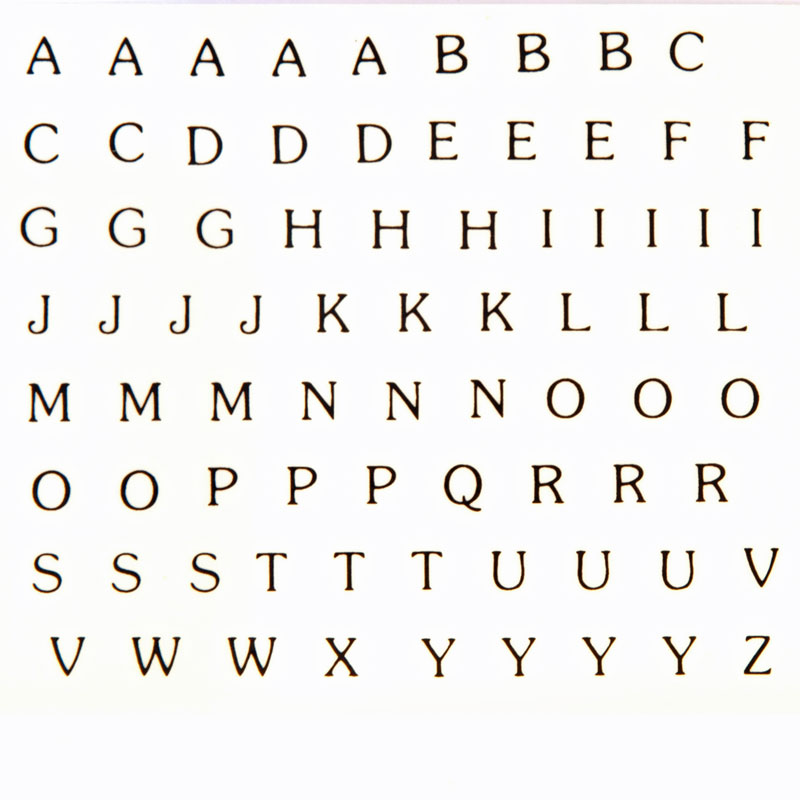 A A A A A B B B C
C C D D D E E E F F
G G G H H H I I I I I
J J J J K K K L L L
M M M N N N O O O
O O P P P Q R R R
S S S T T T U U U V
V W W X Y Y Y Y Z